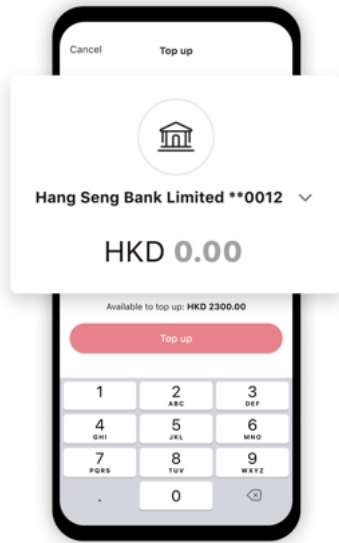 Cancel Top up
Hang Seng Bank Limited **0012
HKD 0.00
Available to top up: HKD 2300.00
Top up
1 2 3
ABC DEF
4 5 6
GHI JKL MNO
7 8 9
PQRS TUV WXYZ
. 0